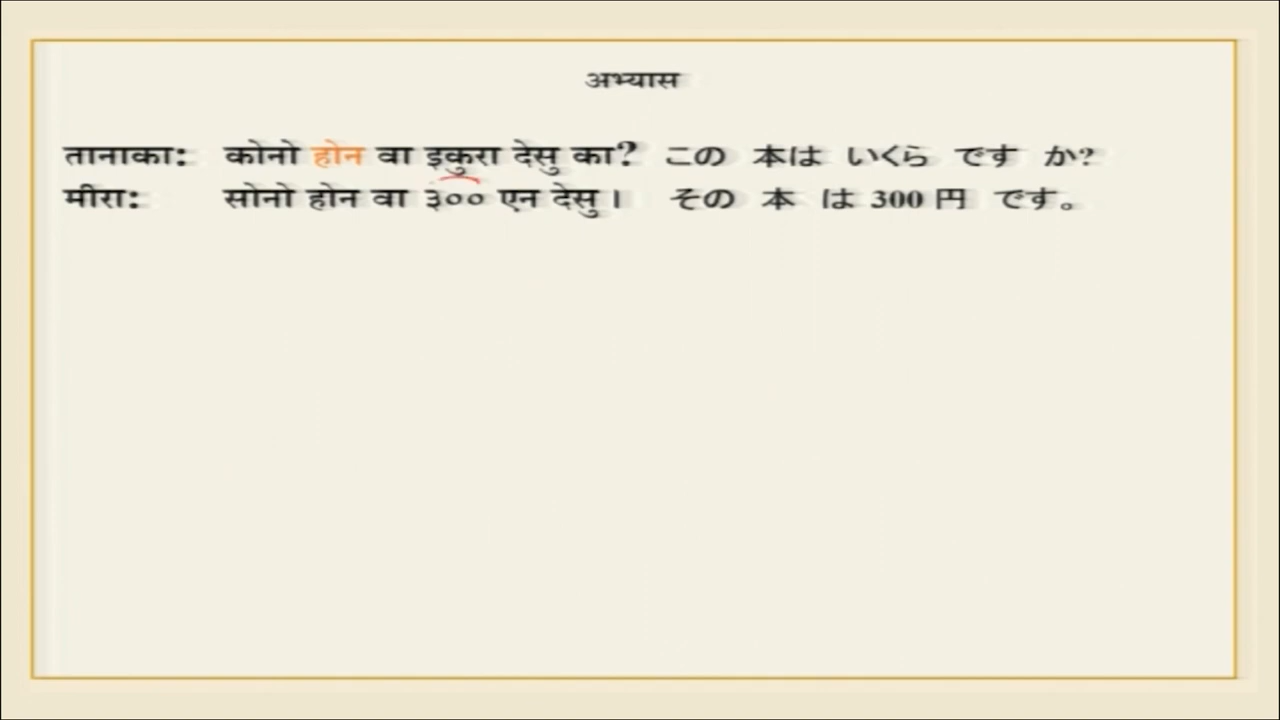 अभ्यास
तानाका: कोनो होन वा इकुरा देसु का? この 本は いくら です か?
मीरा: सोनो होन वा ३०० एन देसु। その 本 は 300 円 です。